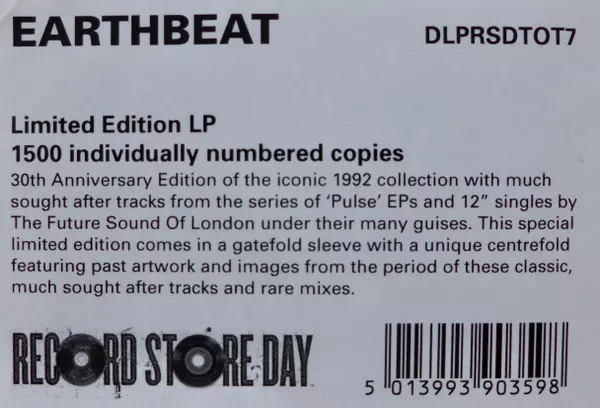 EARTHBEAT
DLPRSDTOT7
Limited Edition LP
1500 individually numbered copies
30th Anniversary Edition of the iconic 1992 collection with much
sought after tracks from the series of ‘Pulse’ EPs and 12” singles by
The Future Sound Of London under their many guises. This special
limited edition comes in a gatefold sleeve with a unique centrefold
featuring past artwork and images from the period of these classic,
much sought after tracks and rare mixes.
RECORD STORE DAY
5 013993 903598